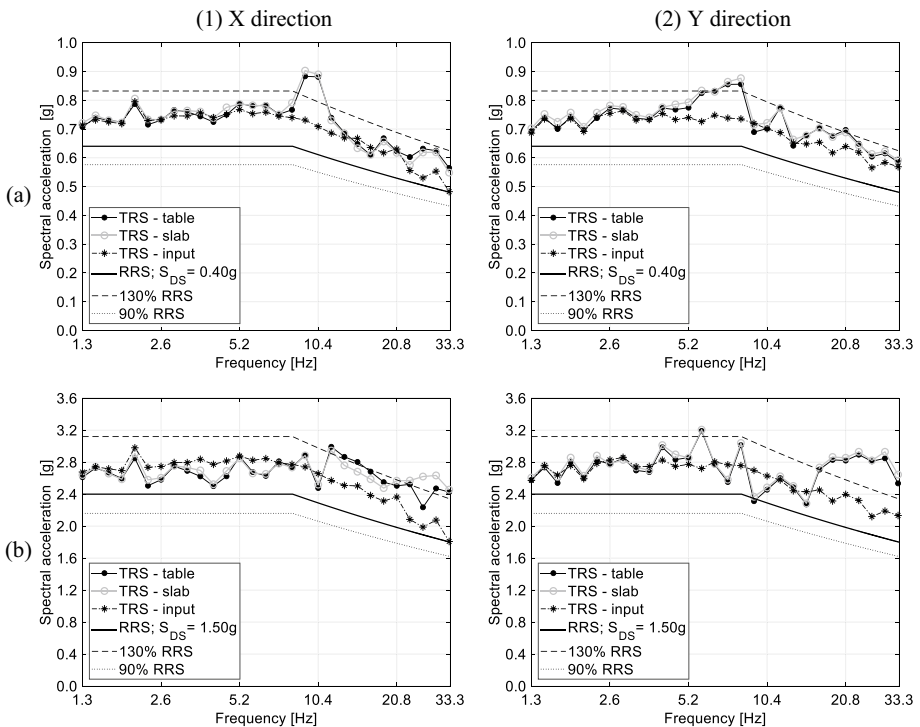 (1) X direction
(2) Y direction
(a)
Spectral acceleration [g]
1.0
0.9
0.8
0.7
0.6
0.5
0.4
0.3
0.2
0.1
0.0
TRS - table
TRS - slab
TRS - input
RRS; S_DS = 0.40g
130% RRS
90% RRS
1.3 2.6 5.2 10.4 20.8 33.3
Frequency [Hz]
Spectral acceleration [g]
1.0
0.9
0.8
0.7
0.6
0.5
0.4
0.3
0.2
0.1
0.0
TRS - table
TRS - slab
TRS - input
RRS; S_DS = 0.40g
130% RRS
90% RRS
1.3 2.6 5.2 10.4 20.8 33.3
Frequency [Hz]
(b)
Spectral acceleration [g]
3.6
3.2
2.8
2.4
2.0
1.6
1.2
0.8
0.4
0.0
TRS - table
TRS - slab
TRS - input
RRS; S_DS = 1.50g
130% RRS
90% RRS
1.3 2.6 5.2 10.4 20.8 33.3
Frequency [Hz]
Spectral acceleration [g]
3.6
3.2
2.8
2.4
2.0
1.6
1.2
0.8
0.4
0.0
TRS - table
TRS - slab
TRS - input
RRS; S_DS = 1.50g
130% RRS
90% RRS
1.3 2.6 5.2 10.4 20.8 33.3
Frequency [Hz]